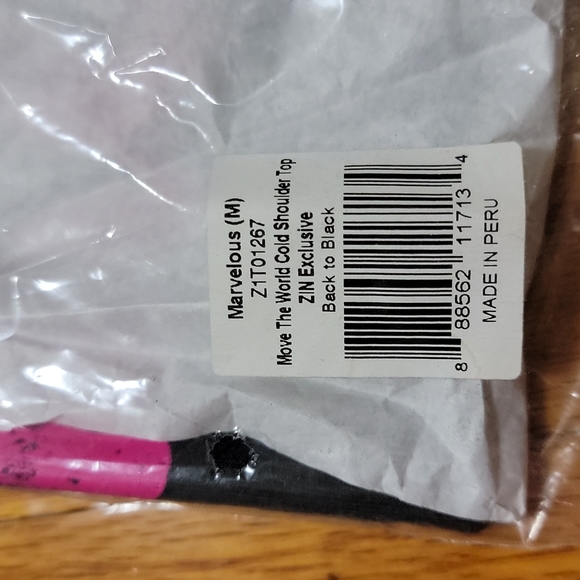 Marvelous (M)
Z1T01267
Move The World Cold Shoulder Top
ZIN Exclusive
Back to Black
8 88562 11713 4
MADE IN PERU